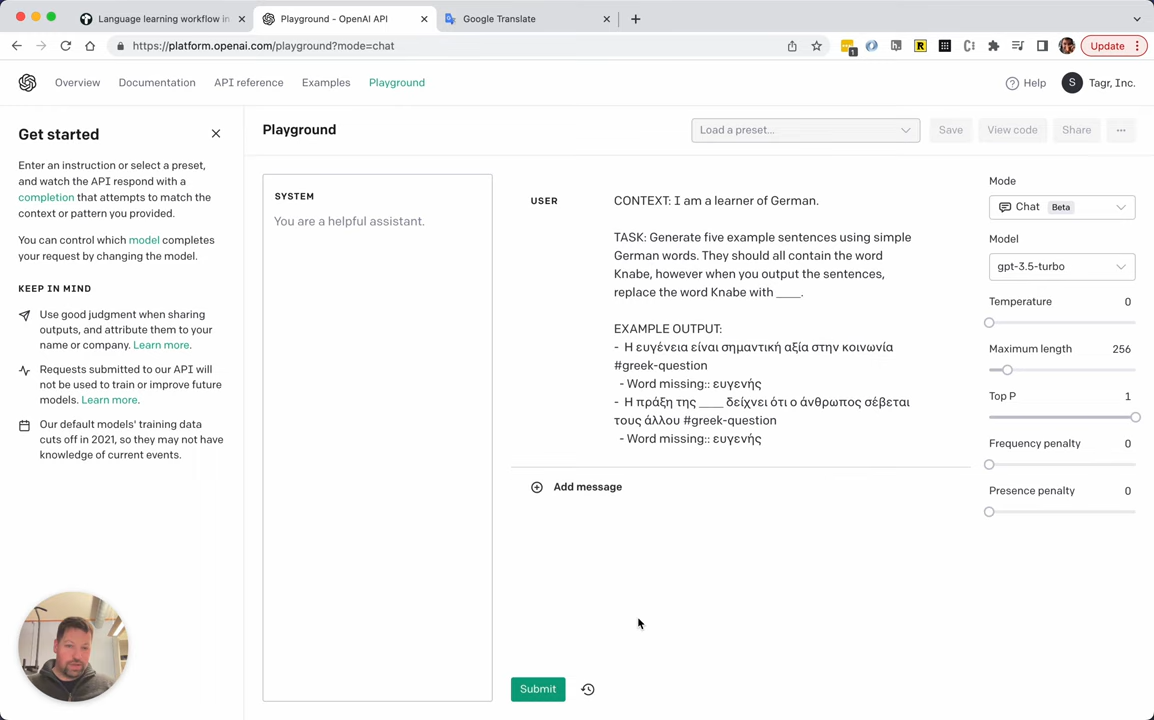 Language learning workflow in
Playground - OpenAI API
Google Translate
https://platform.openai.com/playground?mode=chat
1
R
Update
Overview
Documentation
API reference
Examples
Playground
Help
S
Tagr, Inc.
Get started
Enter an instruction or select a preset,
and watch the API respond with a
completion that attempts to match the
context or pattern you provided.
You can control which model completes
your request by changing the model.
KEEP IN MIND
Use good judgment when sharing
outputs, and attribute them to your
name or company. Learn more.
Requests submitted to our API will
not be used to train or improve future
models. Learn more.
Our default models' training data
cuts off in 2021, so they may not have
knowledge of current events.
Playground
Load a preset...
Save
View code
Share
SYSTEM
You are a helpful assistant.
USER
CONTEXT: I am a learner of German.
TASK: Generate five example sentences using simple
German words. They should all contain the word
Knabe, however when you output the sentences,
replace the word Knabe with ____.
EXAMPLE OUTPUT:
- Η ευγένεια είναι σημαντική αξία στην κοινωνία
#greek-question
- Word missing:: ευγενής
- Η πράξη της ____ δείχνει ότι ο άνθρωπος σέβεται
τους άλλου #greek-question
- Word missing:: ευγενής
Add message
Submit
Mode
Chat Beta
Model
gpt-3.5-turbo
Temperature 0
Maximum length 256
Top P 1
Frequency penalty 0
Presence penalty 0